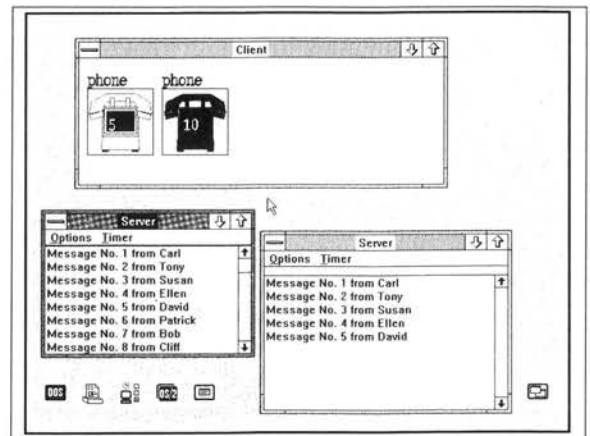 Client
phone phone
5 10
Server
Options Timer
Message No. 1 from Carl
Message No. 2 from Tony
Message No. 3 from Susan
Message No. 4 from Ellen
Message No. 5 from David
Message No. 6 from Patrick
Message No. 7 from Bob
Message No. 8 from Cliff
Server
Options Timer
Message No. 1 from Carl
Message No. 2 from Tony
Message No. 3 from Susan
Message No. 4 from Ellen
Message No. 5 from David
DOS OS/2